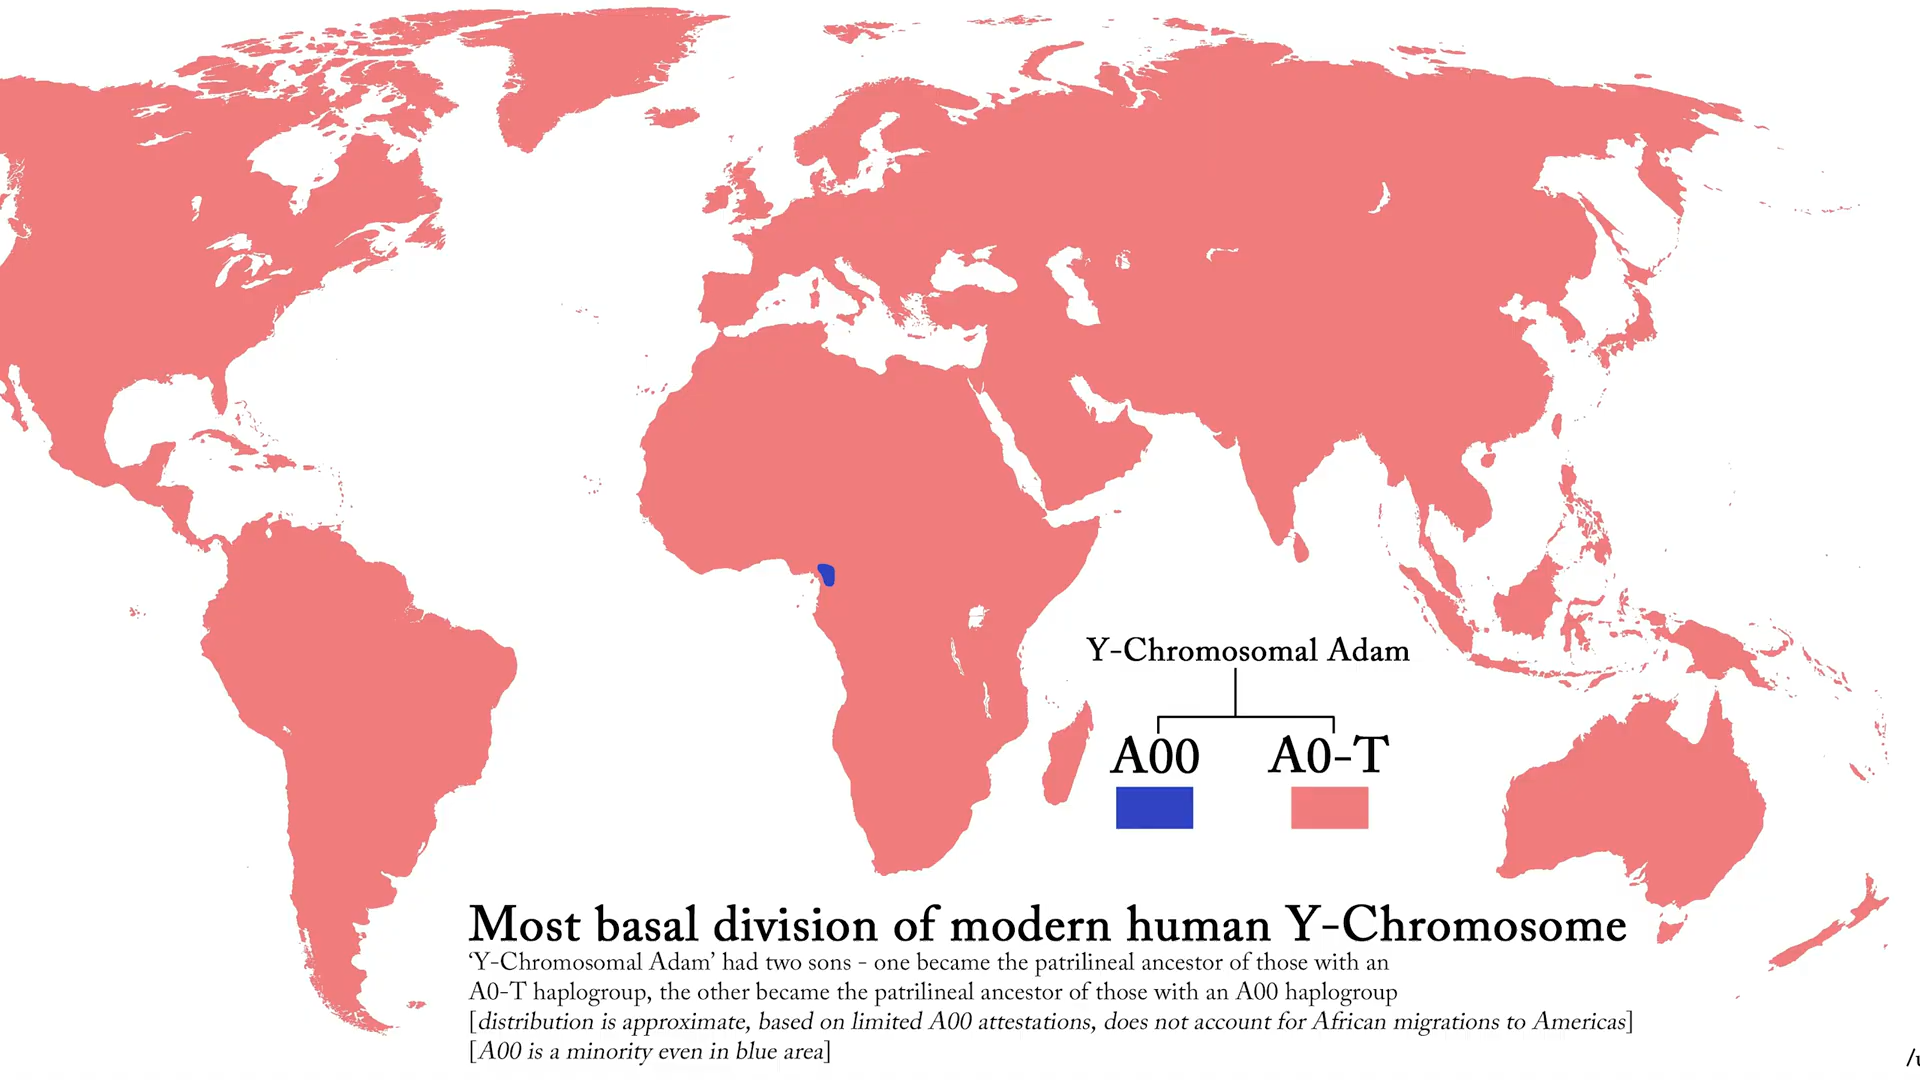 Y-Chromosomal Adam
A00 A0-T
Most basal division of modern human Y-Chromosome
‘Y-Chromosomal Adam’ had two sons - one became the patrilineal ancestor of those with an
A0-T haplogroup, the other became the patrilineal ancestor of those with an A00 haplogroup
[distribution is approximate, based on limited A00 attestations, does not account for African migrations to Americas]
[A00 is a minority even in blue area]